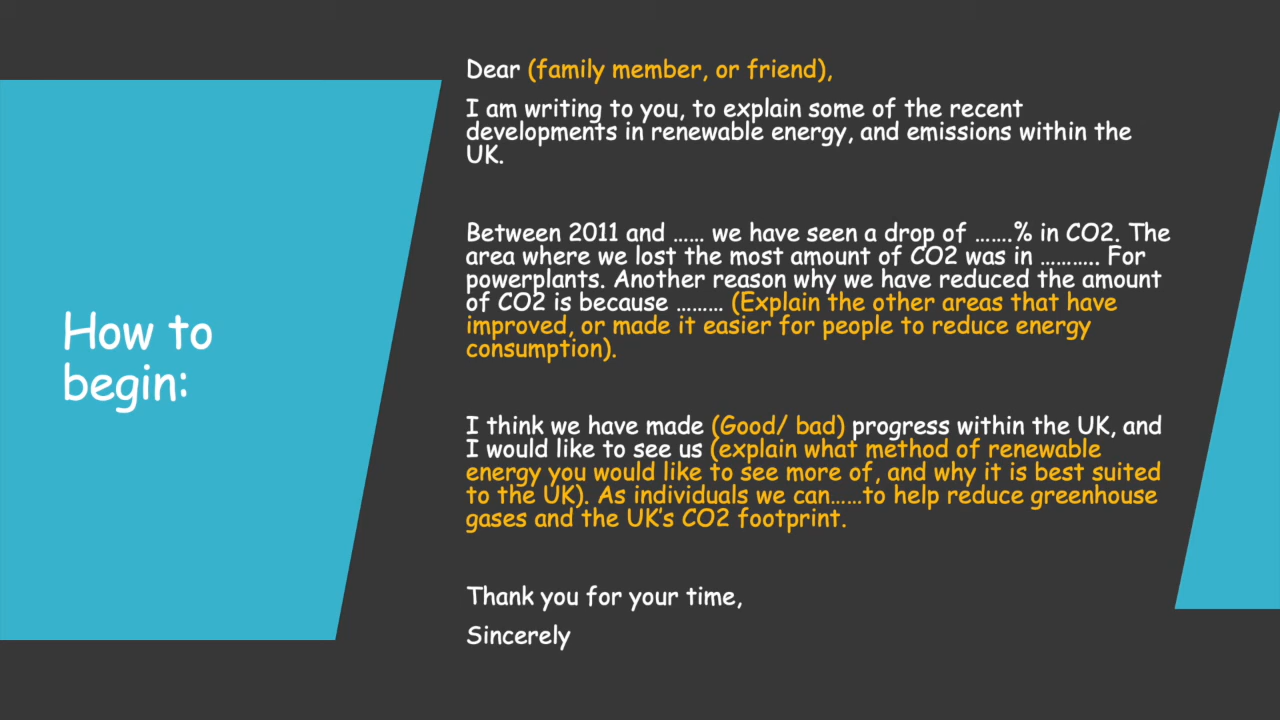 How to
begin:
Dear (family member, or friend),
I am writing to you, to explain some of the recent
developments in renewable energy, and emissions within the
UK.
Between 2011 and …… we have seen a drop of …….% in CO2. The
area where we lost the most amount of CO2 was in ……….. For
powerplants. Another reason why we have reduced the amount
of CO2 is because ……… (Explain the other areas that have
improved, or made it easier for people to reduce energy
consumption).
I think we have made (Good/ bad) progress within the UK, and
I would like to see us (explain what method of renewable
energy you would like to see more of, and why it is best suited
to the UK). As individuals we can……to help reduce greenhouse
gases and the UK’s CO2 footprint.
Thank you for your time,
Sincerely